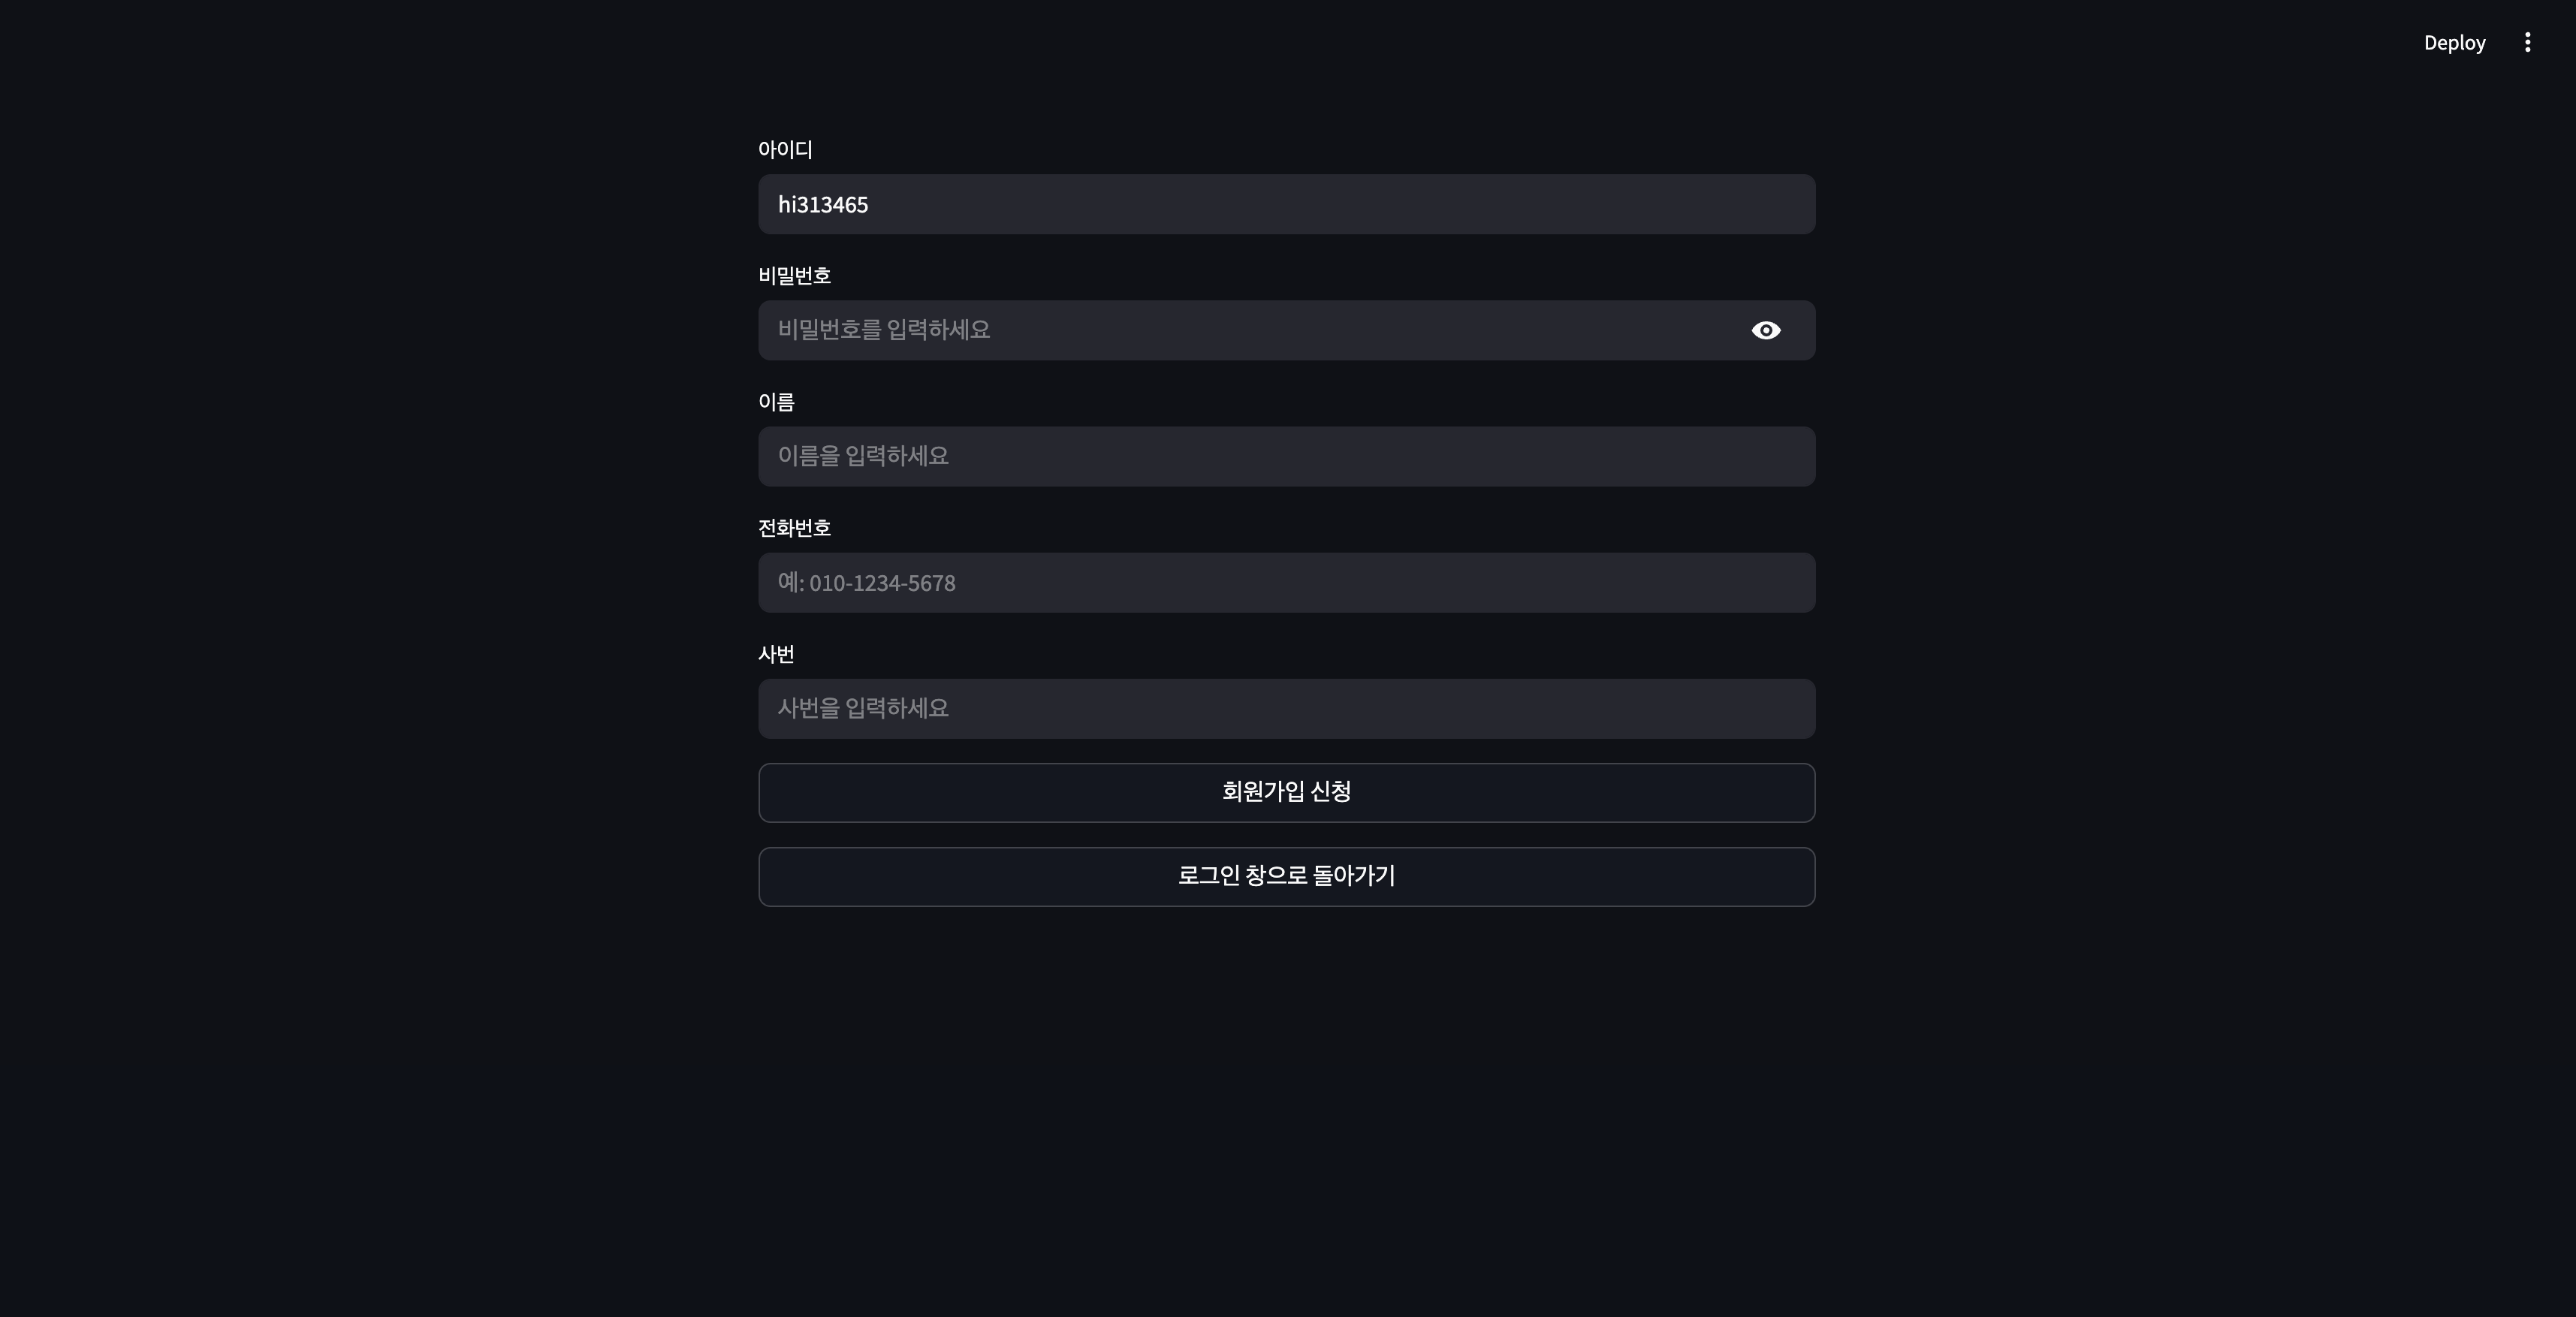 Deploy
아이디
hi313465
비밀번호
비밀번호를 입력하세요
이름
이름을 입력하세요
전화번호
예: 010-1234-5678
사번
사번을 입력하세요
회원가입 신청
로그인 창으로 돌아가기